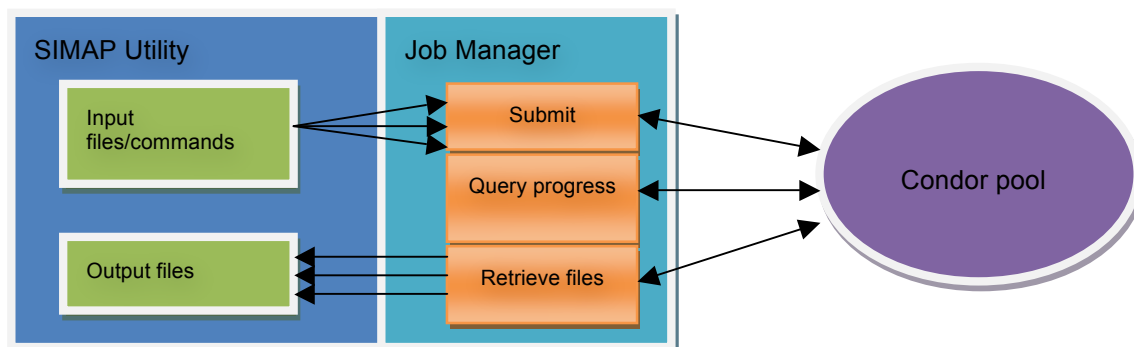 SIMAP Utility
Input
files/commands
Output files
Job Manager
Submit
Query progress
Retrieve files
Condor pool